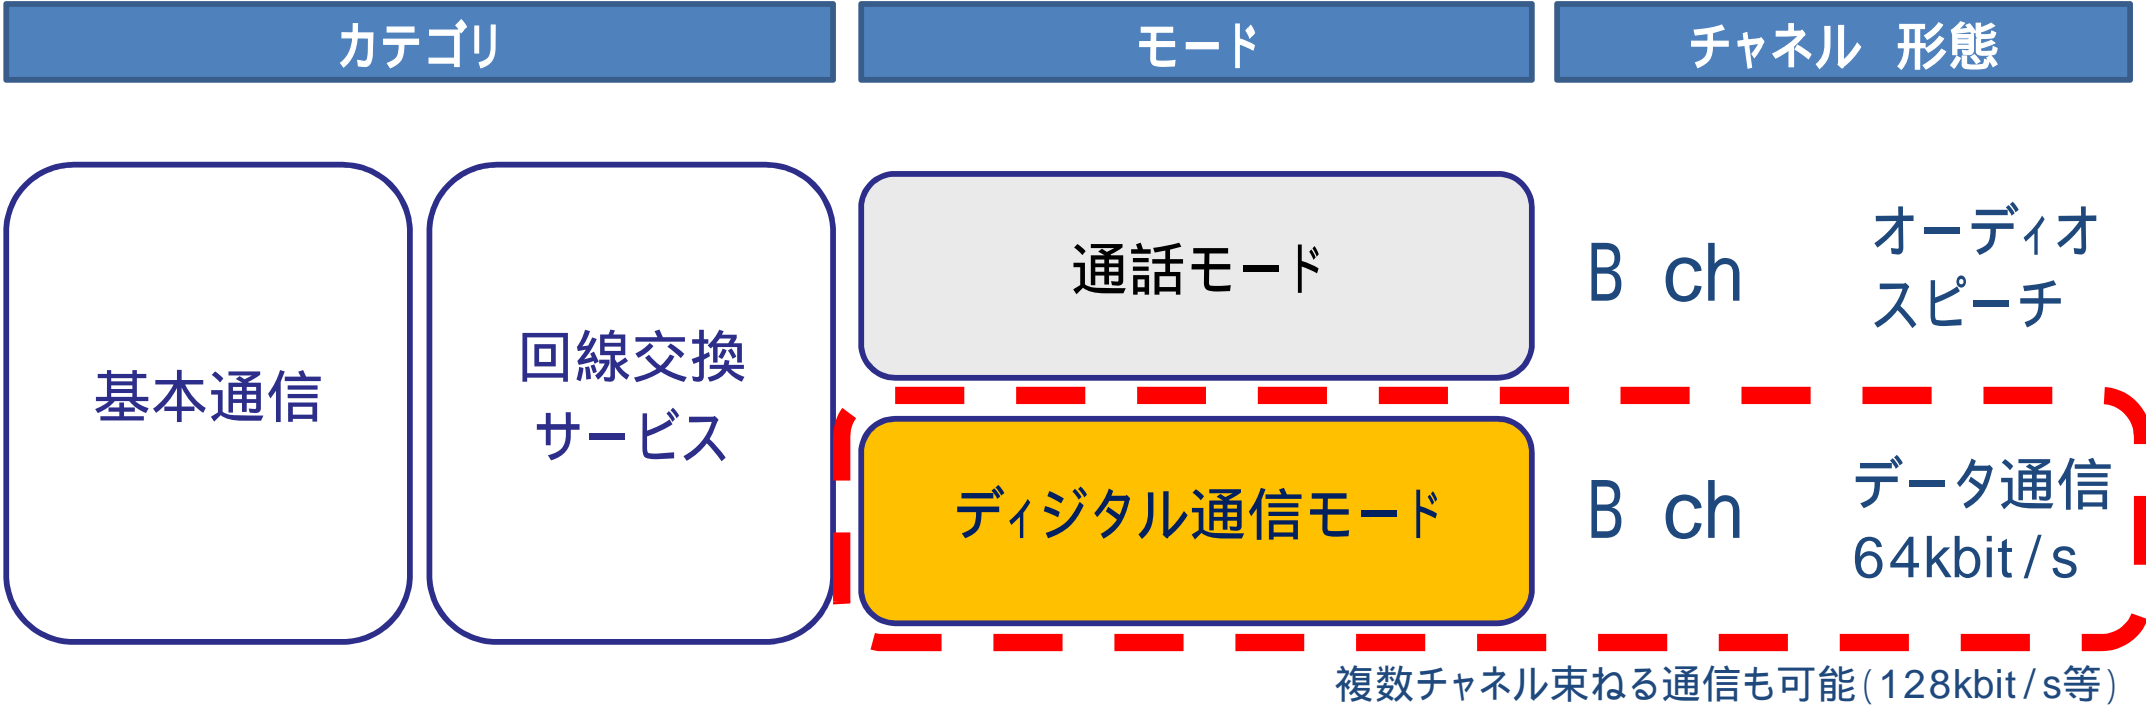 カテゴリ
モード
チャネル 形態
基本通信
回線交換
サービス
通話モード
B ch
オーディオ
スピーチ
ディジタル通信モード
B ch
データ通信
64kbit/s
複数チャネル束ねる通信も可能(128kbit/s等)